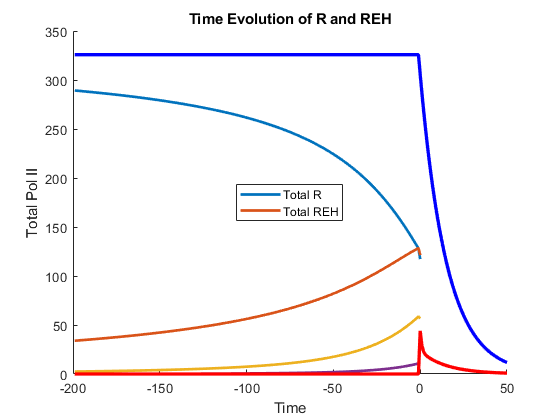 Time Evolution of R and REH
350
300
250
200
150
100
50
0
Total Pol II
Total R
Total REH
-200 -150 -100 -50 0 50
Time